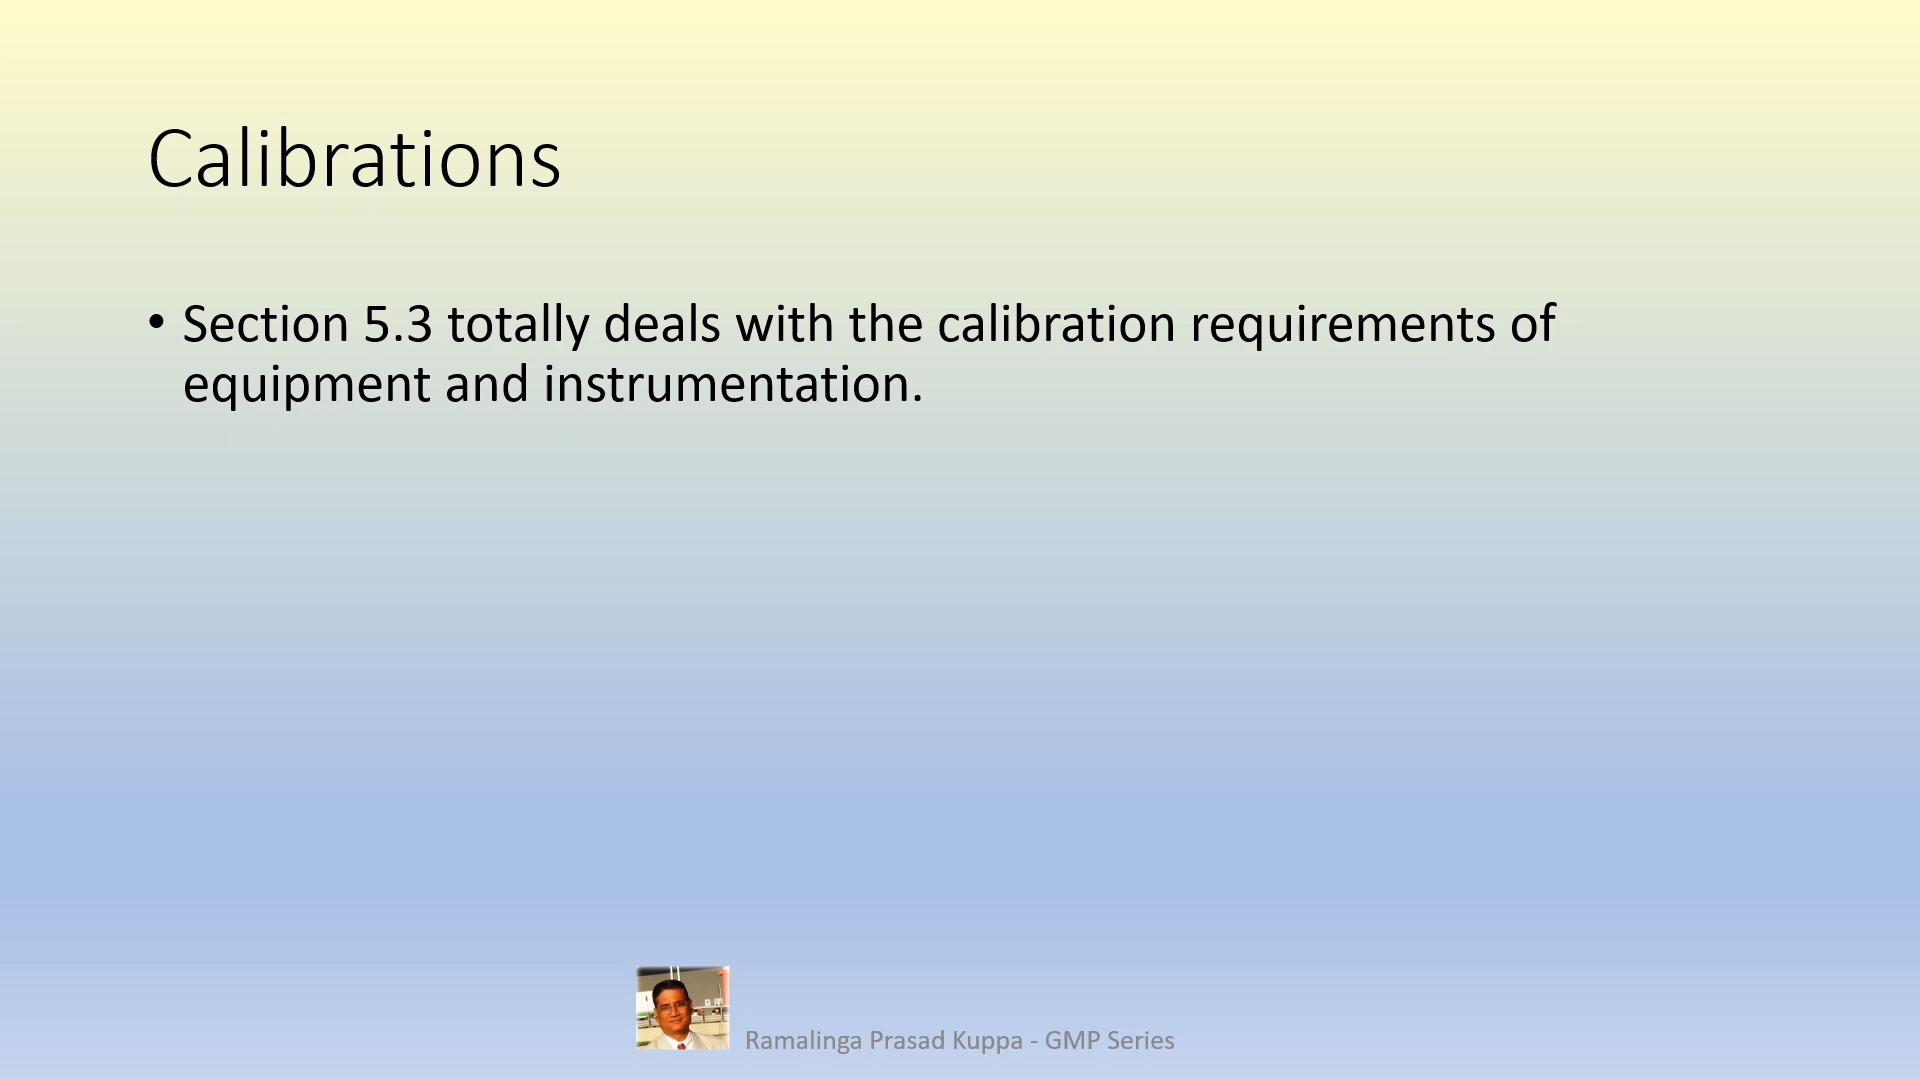 Calibrations
• Section 5.3 totally deals with the calibration requirements of
equipment and instrumentation.
Ramalinga Prasad Kuppa - GMP Series